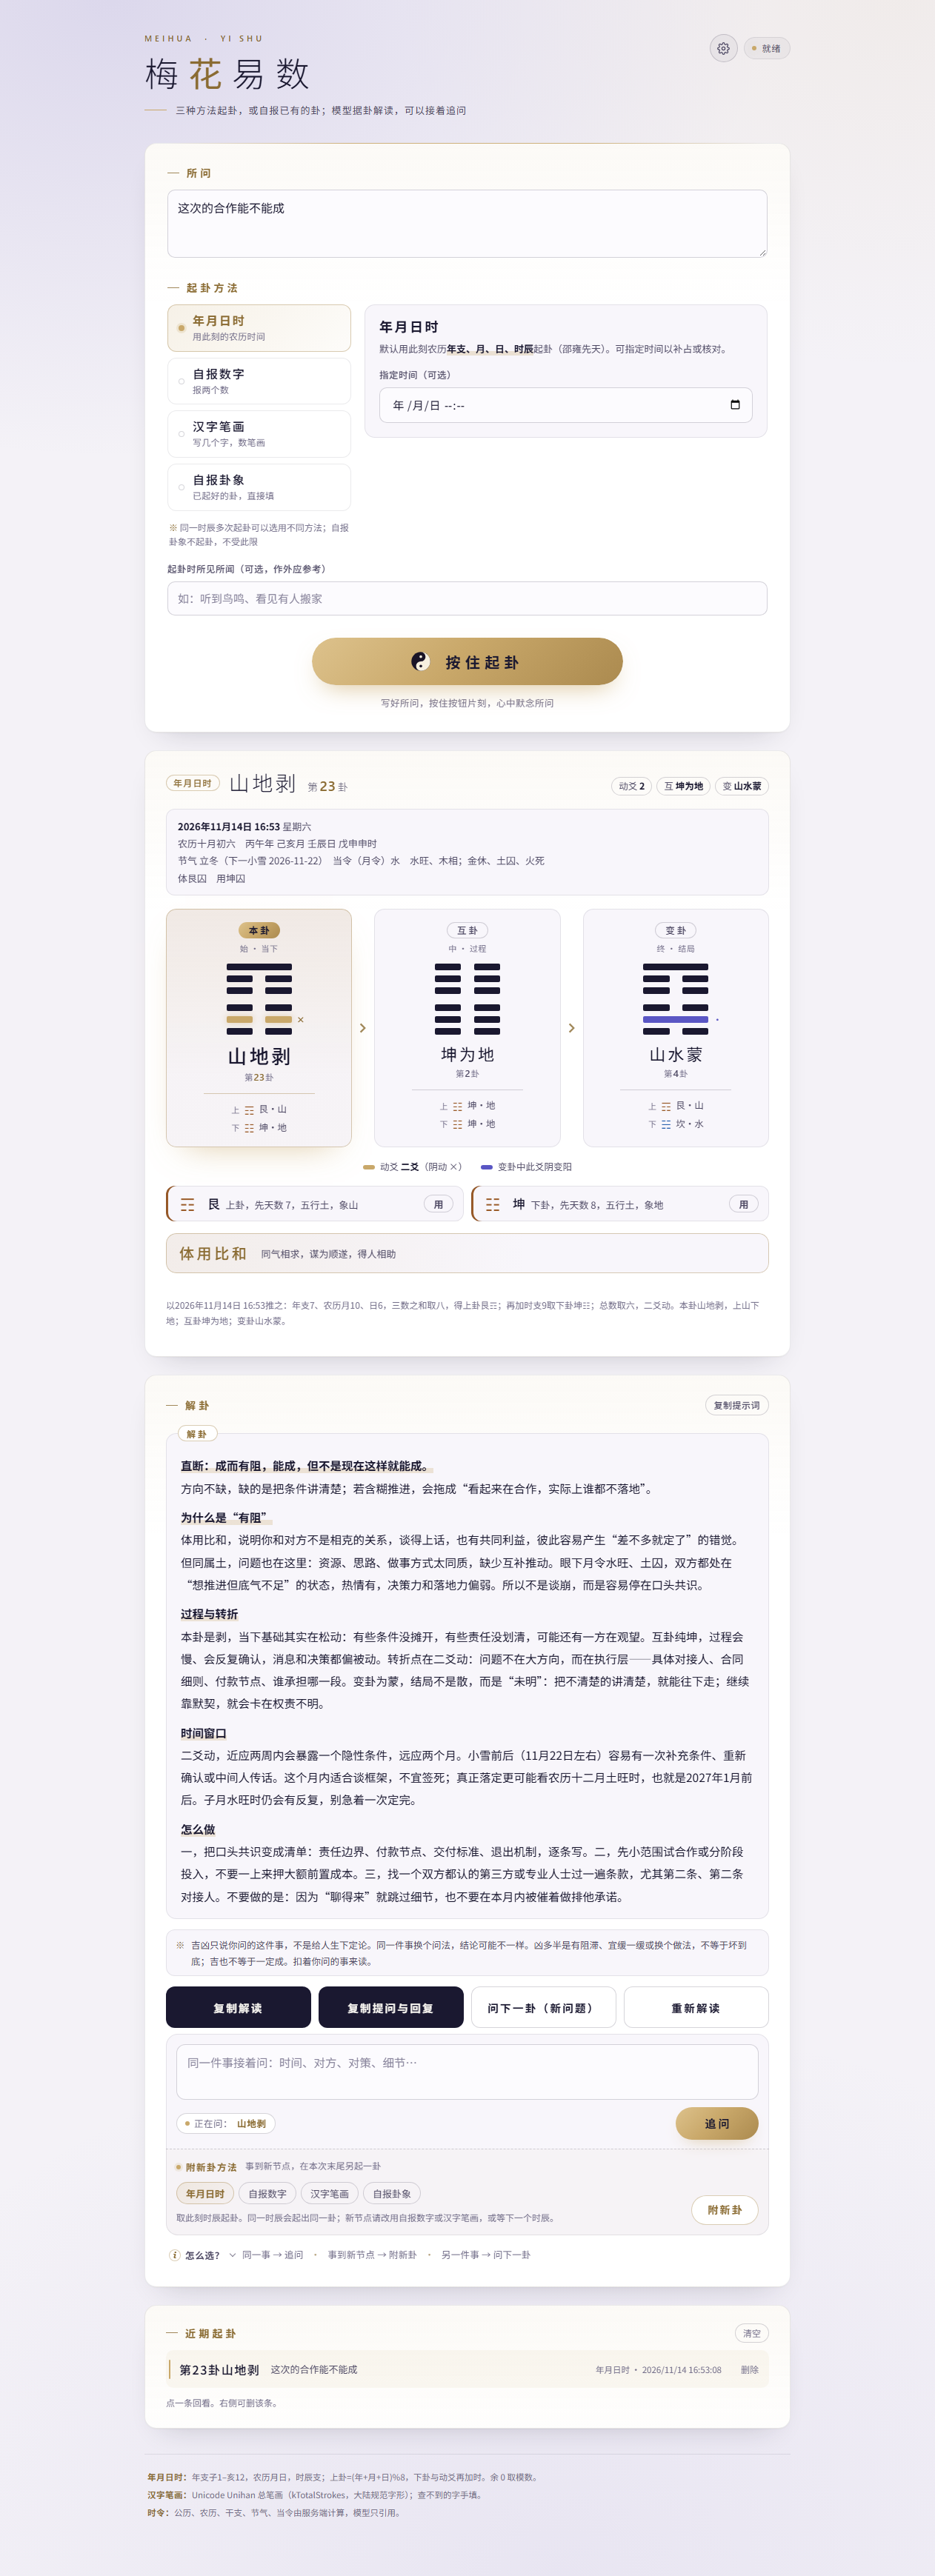 MEIHUA · YI SHU
梅花易数
就绪
三种方法起卦，或自报已有的卦；模型据卦解读，可以接着追问
所问
这次的合作能不能成
起卦方法
年月日时
用此刻的农历时间
自报数字
报两个数
汉字笔画
写几个字，数笔画
自报卦象
已起好的卦，直接填
※ 同一时辰多次起卦可以选用不同方法；自报
卦象不起卦，不受此限
年月日时
默认用此刻农历年支、月、日、时辰起卦（邵雍先天）。可指定时间以补占或核对。
指定时间（可选）
年 /月/日 --:--
起卦时所见所闻（可选，作外应参考）
如：听到鸟鸣、看见有人搬家
按住起卦
写好所问，按住按钮片刻，心中默念所问
年月日时 山地剥 第 23 卦
动爻 2 互 坤为地 变 山水蒙
2026年11月14日 16:53 星期六
农历十月初六 丙午年 己亥月 壬辰日 戊申申时
节气 立冬（下一小雪 2026-11-22） 当令（月令）水 水旺、木相；金休、土囚、火死
体艮囚 用坤囚
本卦
始 · 当下
×
山地剥
第23卦
上 ☶ 艮 · 山
下 ☷ 坤 · 地
互卦
中 · 过程
坤为地
第2卦
上 ☷ 坤 · 地
下 ☷ 坤 · 地
变卦
终 · 结局
山水蒙
第4卦
上 ☶ 艮 · 山
下 ☵ 坎 · 水
动爻 二爻（阴动 ×） 变卦中此爻阴变阳
☶ 艮 上卦，先天数 7，五行土，象山 用
☷ 坤 下卦，先天数 8，五行土，象地 用
体用比和 同气相求，谋为顺遂，得人相助
以2026年11月14日 16:53推之：年支7、农历月10、日6，三数之和取八，得上卦艮☶；再加时支9取下卦坤☷；总数取六，二爻动。本卦山地剥，上山下
地；互卦坤为地；变卦山水蒙。
解卦
复制提示词
解卦
直断：成而有阻，能成，但不是现在这样就能成。
方向不缺，缺的是把条件讲清楚；若含糊推进，会拖成“看起来在合作，实际上谁都不落地”。
为什么是“有阻”
体用比和，说明你和对方不是相克的关系，谈得上话，也有共同利益，彼此容易产生“差不多就定了”的错觉。
但同属土，问题也在这里：资源、思路、做事方式太同质，缺少互补推动。眼下月令水旺、土囚，双方都处在
“想推进但底气不足”的状态，热情有，决策力和落地力偏弱。所以不是谈崩，而是容易停在口头共识。
过程与转折
本卦是剥，当下基础其实在松动：有些条件没摊开，有些责任没划清，可能还有一方在观望。互卦纯坤，过程会
慢、会反复确认，消息和决策都偏被动。转折点在二爻动：问题不在大方向，而在执行层——具体对接人、合同
细则、付款节点、谁承担哪一段。变卦为蒙，结局不是散，而是“未明”：把不清楚的讲清楚，就能往下走；继续
靠默契，就会卡在权责不明。
时间窗口
二爻动，近应两周内会暴露一个隐性条件，远应两个月。小雪前后（11月22日左右）容易有一次补充条件、重新
确认或中间人传话。这个月内适合谈框架，不宜签死；真正落定更可能看农历十二月土旺时，也就是2027年1月前
后。子月水旺时仍会有反复，别急着一次定完。
怎么做
一，把口头共识变成清单：责任边界、付款节点、交付标准、退出机制，逐条写。二，先小范围试合作或分阶段
投入，不要一上来押大额前置成本。三，找一个双方都认的第三方或专业人士过一遍条款，尤其第二条、第二条
对接人。不要做的是：因为“聊得来”就跳过细节，也不要在本月内被催着做排他承诺。
※ 吉凶只说你问的这件事，不是给人生下定论。同一件事换个问法，结论可能不一样。凶多半是有阻滞、宜缓一缓或换个做法，不等于坏到
底；吉也不等于一定成。扣着你问的事来读。
复制解读
复制提问与回复
问下一卦（新问题）
重新解读
同一件事接着问：时间、对方、对策、细节…
正在问： 山地剥
追问
附新卦方法 事到新节点，在本次末尾另起一卦
年月日时 自报数字 汉字笔画 自报卦象
取此刻时辰起卦。同一时辰会起出同一卦；新节点请改用自报数字或汉字笔画，或等下一个时辰。
附新卦
怎么选？ 同一事 → 追问 · 事到新节点 → 附新卦 · 另一件事 → 问下一卦
近期起卦
清空
第23卦山地剥 这次的合作能不能成 年月日时 · 2026/11/14 16:53:08 删除
点一条回看。右侧可删该条。
年月日时：年支子1–亥12，农历月日，时辰支；上卦=(年+月+日)%8，下卦与动爻再加时。余 0 取模数。
汉字笔画：Unicode Unihan 总笔画（kTotalStrokes，大陆规范字形）；查不到的字手填。
时令：公历、农历、干支、节气、当令由服务端计算，模型只引用。